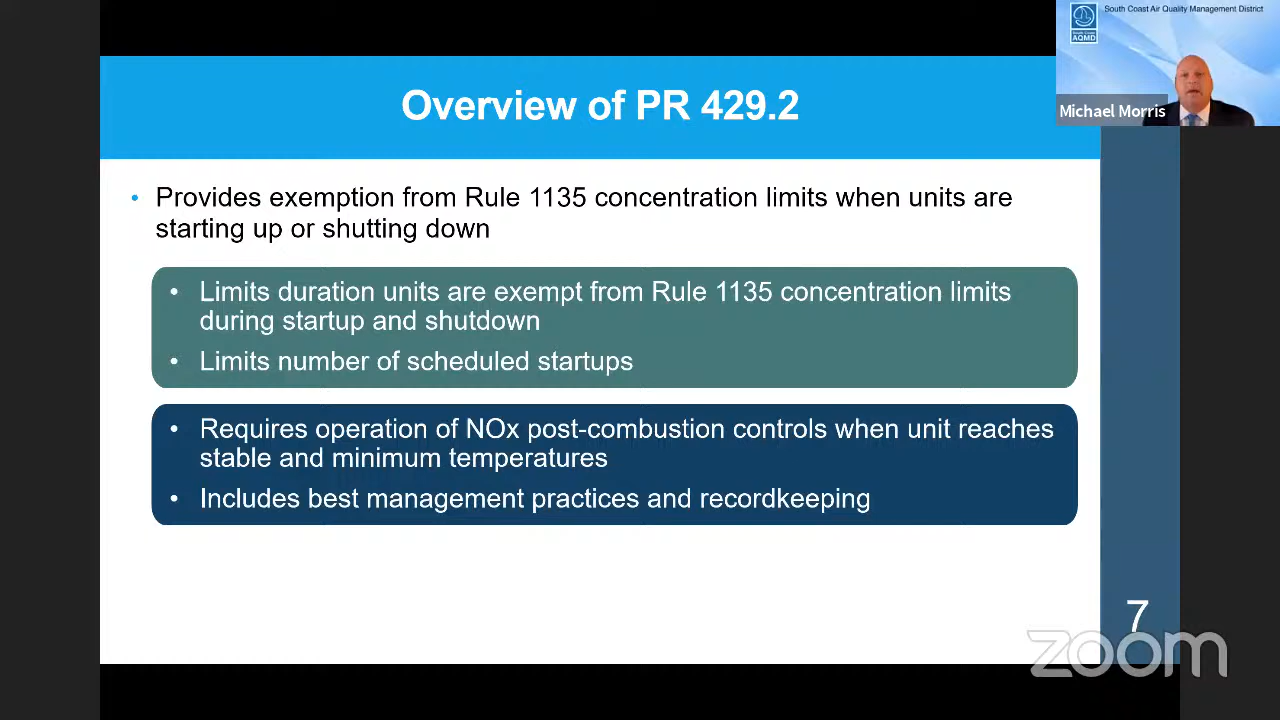 South Coast Air Quality Management District
South Coast
AQMD
Michael Morris
Overview of PR 429.2
• Provides exemption from Rule 1135 concentration limits when units are
starting up or shutting down
• Limits duration units are exempt from Rule 1135 concentration limits
during startup and shutdown
• Limits number of scheduled startups
• Requires operation of NOx post-combustion controls when unit reaches
stable and minimum temperatures
• Includes best management practices and recordkeeping
7
zoom